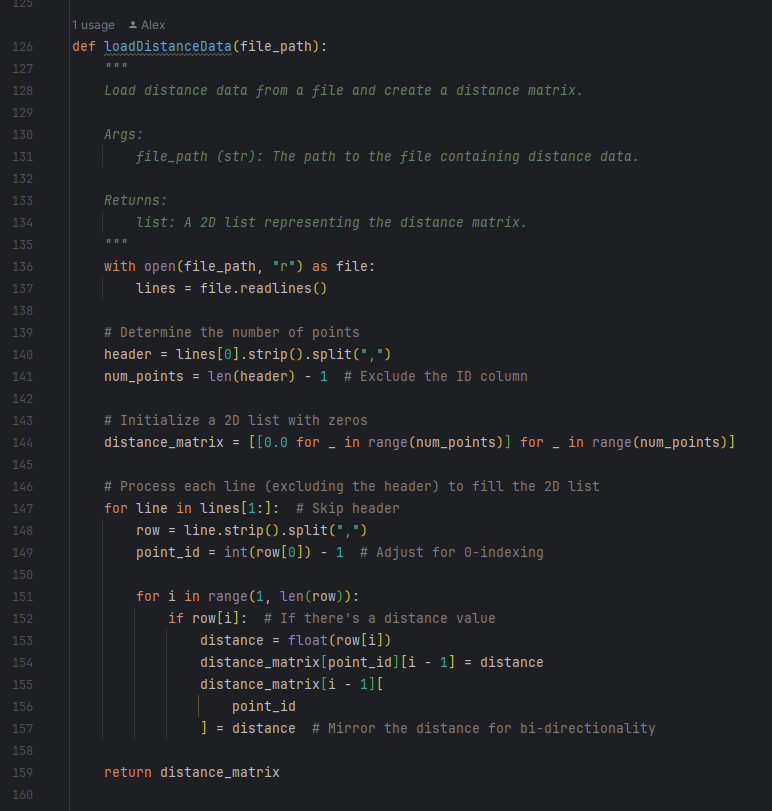 125
1 usage Alex
126 def loadDistanceData(file_path):
127 """
128 Load distance data from a file and create a distance matrix.
129
130 Args:
131 file_path (str): The path to the file containing distance data.
132
133 Returns:
134 list: A 2D list representing the distance matrix.
135 """
136 with open(file_path, "r") as file:
137 lines = file.readlines()
138
139 # Determine the number of points
140 header = lines[0].strip().split(",")
141 num_points = len(header) - 1  # Exclude the ID column
142
143 # Initialize a 2D list with zeros
144 distance_matrix = [[0.0 for _ in range(num_points)] for _ in range(num_points)]
145
146 # Process each line (excluding the header) to fill the 2D list
147 for line in lines[1:]:  # Skip header
148 row = line.strip().split(",")
149 point_id = int(row[0]) - 1  # Adjust for 0-indexing
150
151 for i in range(1, len(row)):
152 if row[i]:  # If there's a distance value
153 distance = float(row[i])
154 distance_matrix[point_id][i - 1] = distance
155 distance_matrix[i - 1][
156 point_id
157 ] = distance  # Mirror the distance for bi-directionality
158
159 return distance_matrix
160